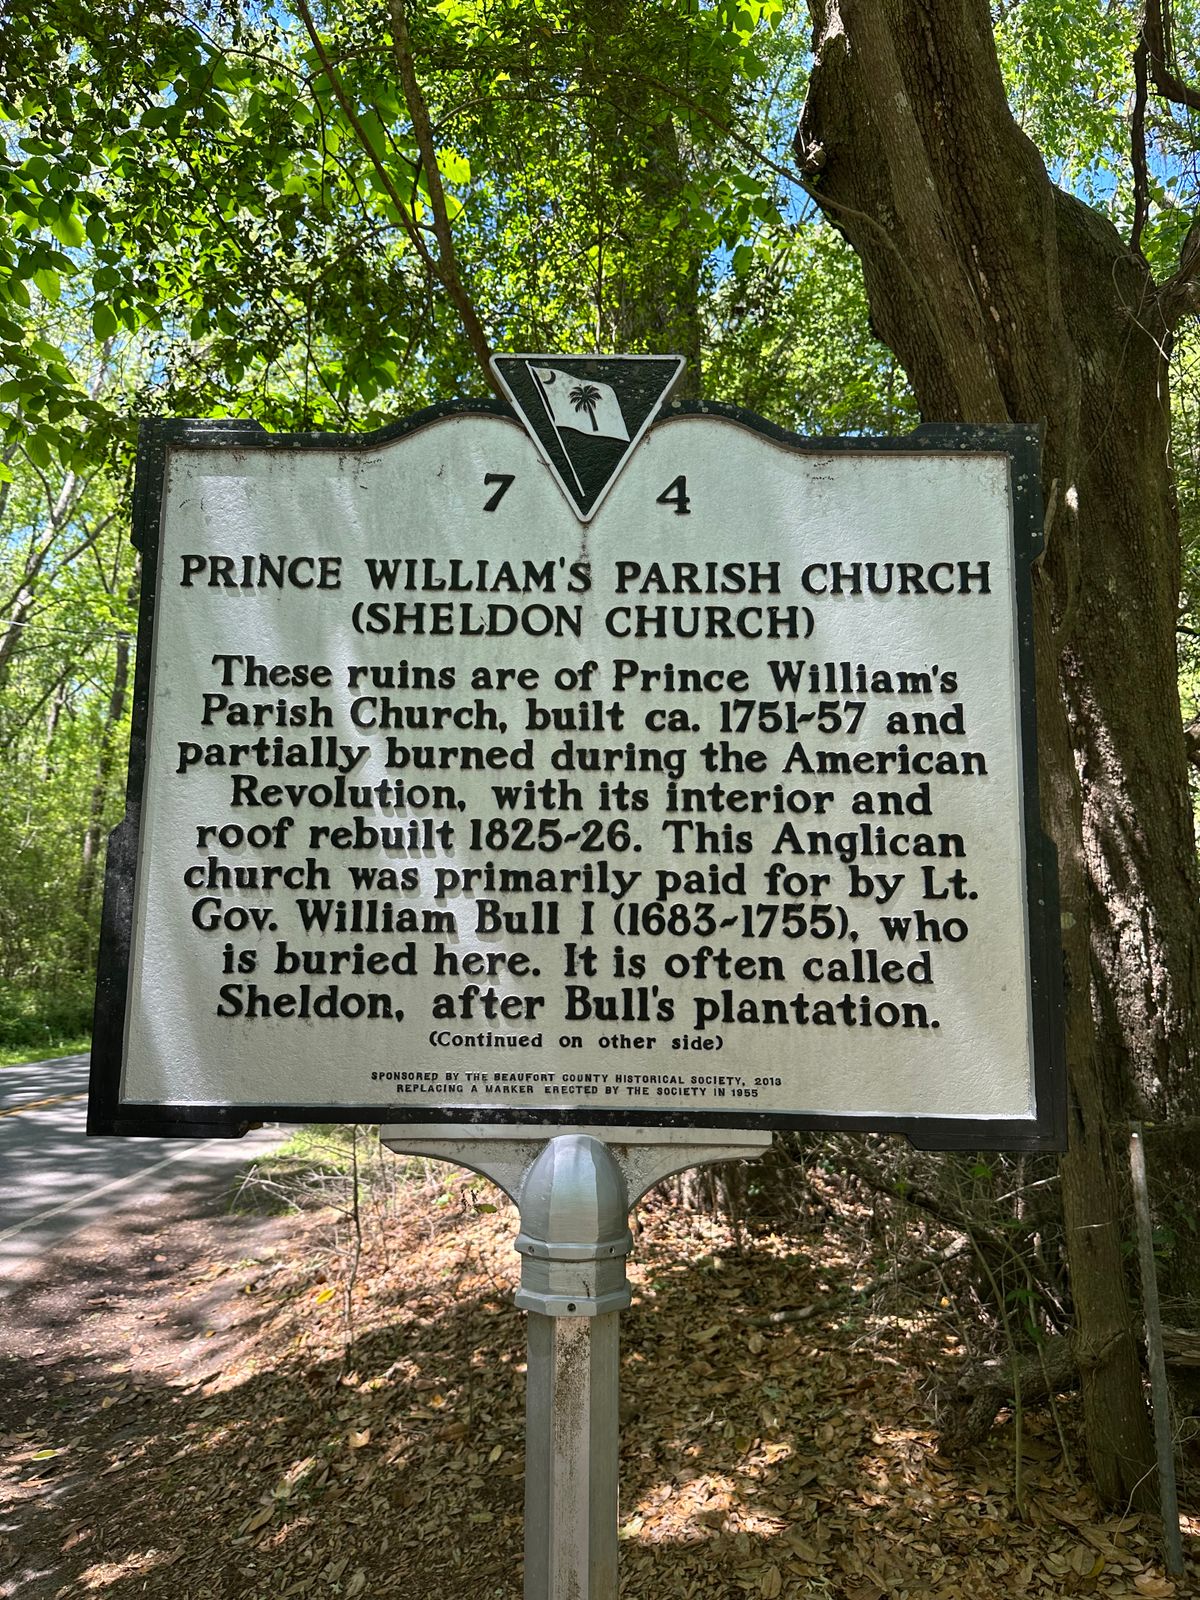 7 4
PRINCE WILLIAM'S PARISH CHURCH
(SHELDON CHURCH)
These ruins are of Prince William's
Parish Church, built ca. 1751-57 and
partially burned during the American
Revolution, with its interior and
roof rebuilt 1825-26. This Anglican
church was primarily paid for by Lt.
Gov. William Bull I (1683-1755), who
is buried here. It is often called
Sheldon, after Bull's plantation.
(Continued on other side)
SPONSORED BY THE BEAUFORT COUNTY HISTORICAL SOCIETY, 2013
REPLACING A MARKER ERECTED BY THE SOCIETY IN 1955